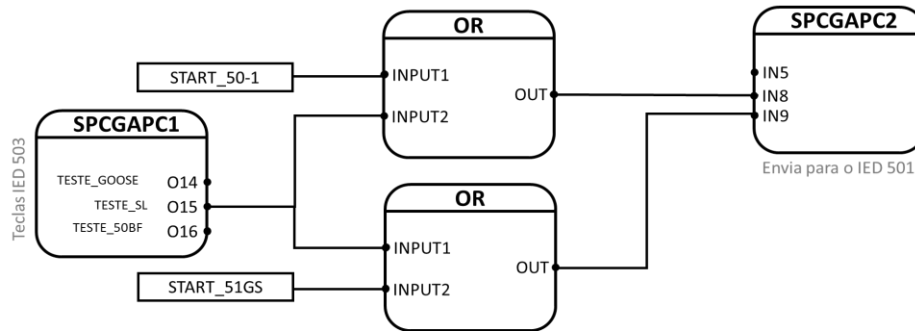 OR
SPCGAPC2
START_50-1
INPUT1
INPUT2
OUT
IN5
IN8
IN9
Envia para o IED 501
Teclas IED 503
SPCGAPC1
TESTE_GOOSE O14
TESTE_SL O15
TESTE_50BF O16
OR
INPUT1
INPUT2
OUT
START_51GS